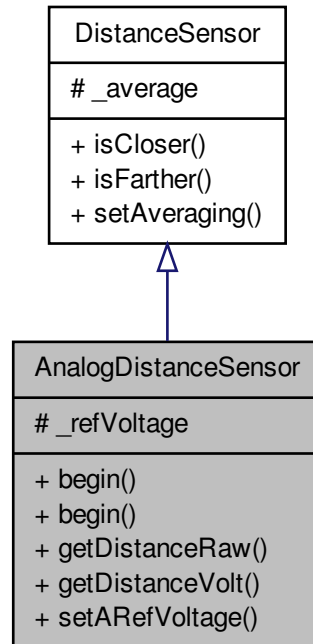 DistanceSensor
# _average
+ isCloser()
+ isFarther()
+ setAveraging()
AnalogDistanceSensor
# _refVoltage
+ begin()
+ begin()
+ getDistanceRaw()
+ getDistanceVolt()
+ setARefVoltage()